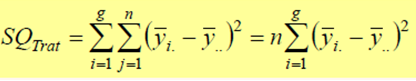 $SQ_{Trat} = \sum_{i=1}^{g} \sum_{j=1}^{n} (\bar{y}_{i.} - \bar{y}_{..})^2 = n \sum_{i=1}^{g} (\bar{y}_{i.} - \bar{y}_{..})^2$